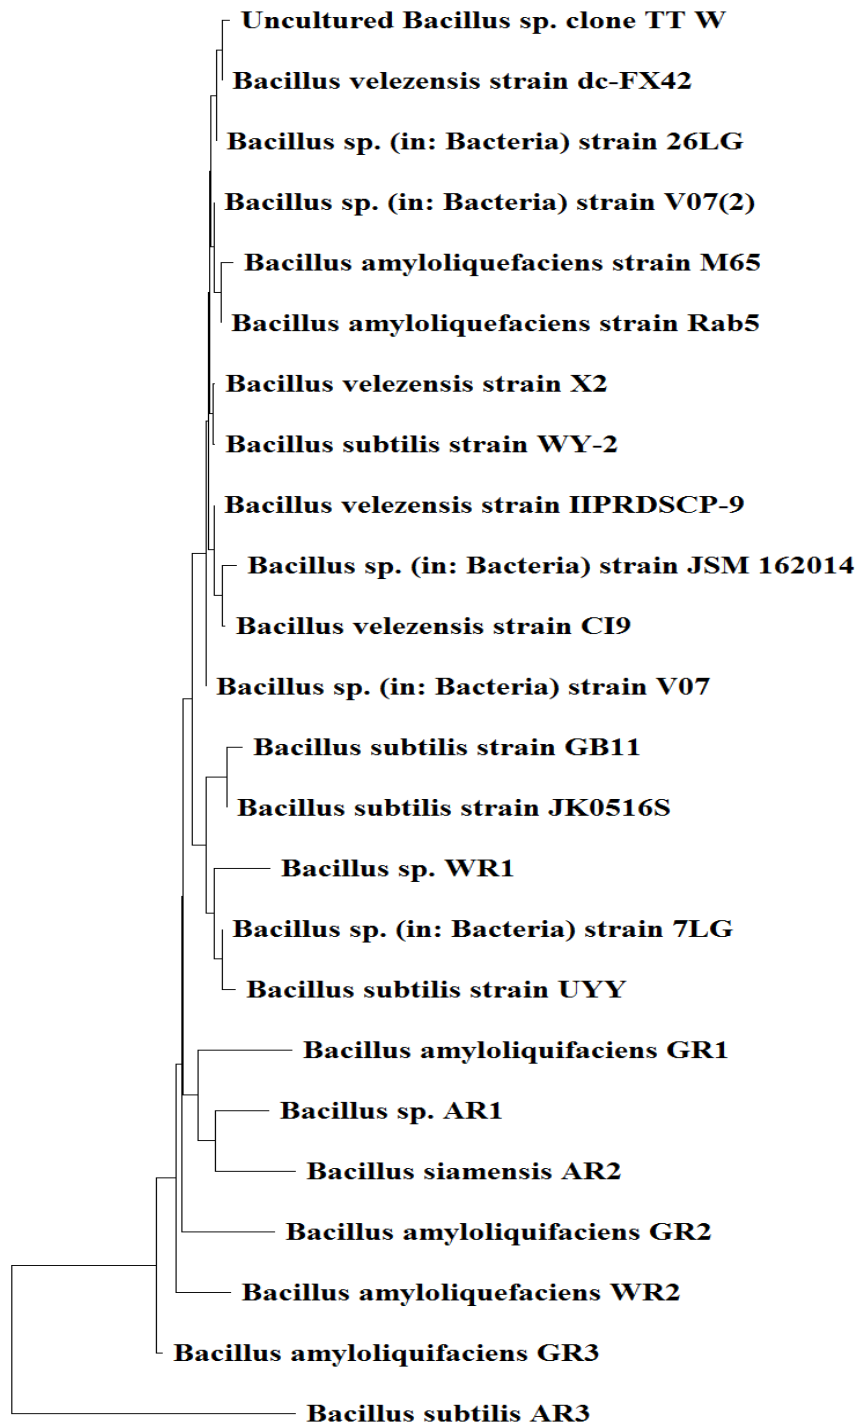 Uncultured Bacillus sp. clone TT W
Bacillus velezensis strain dc-FX42
Bacillus sp. (in: Bacteria) strain 26LG
Bacillus sp. (in: Bacteria) strain V07(2)
Bacillus amyloliquefaciens strain M65
Bacillus amyloliquefaciens strain Rab5
Bacillus velezensis strain X2
Bacillus subtilis strain WY-2
Bacillus velezensis strain IIPRDSCP-9
Bacillus sp. (in: Bacteria) strain JSM 162014
Bacillus velezensis strain CI9
Bacillus sp. (in: Bacteria) strain V07
Bacillus subtilis strain GB11
Bacillus subtilis strain JK0516S
Bacillus sp. WR1
Bacillus sp. (in: Bacteria) strain 7LG
Bacillus subtilis strain UYY
Bacillus amyloliquifaciens GR1
Bacillus sp. AR1
Bacillus siamensis AR2
Bacillus amyloliquifaciens GR2
Bacillus amyloliquefaciens WR2
Bacillus amyloliquifaciens GR3
Bacillus subtilis AR3